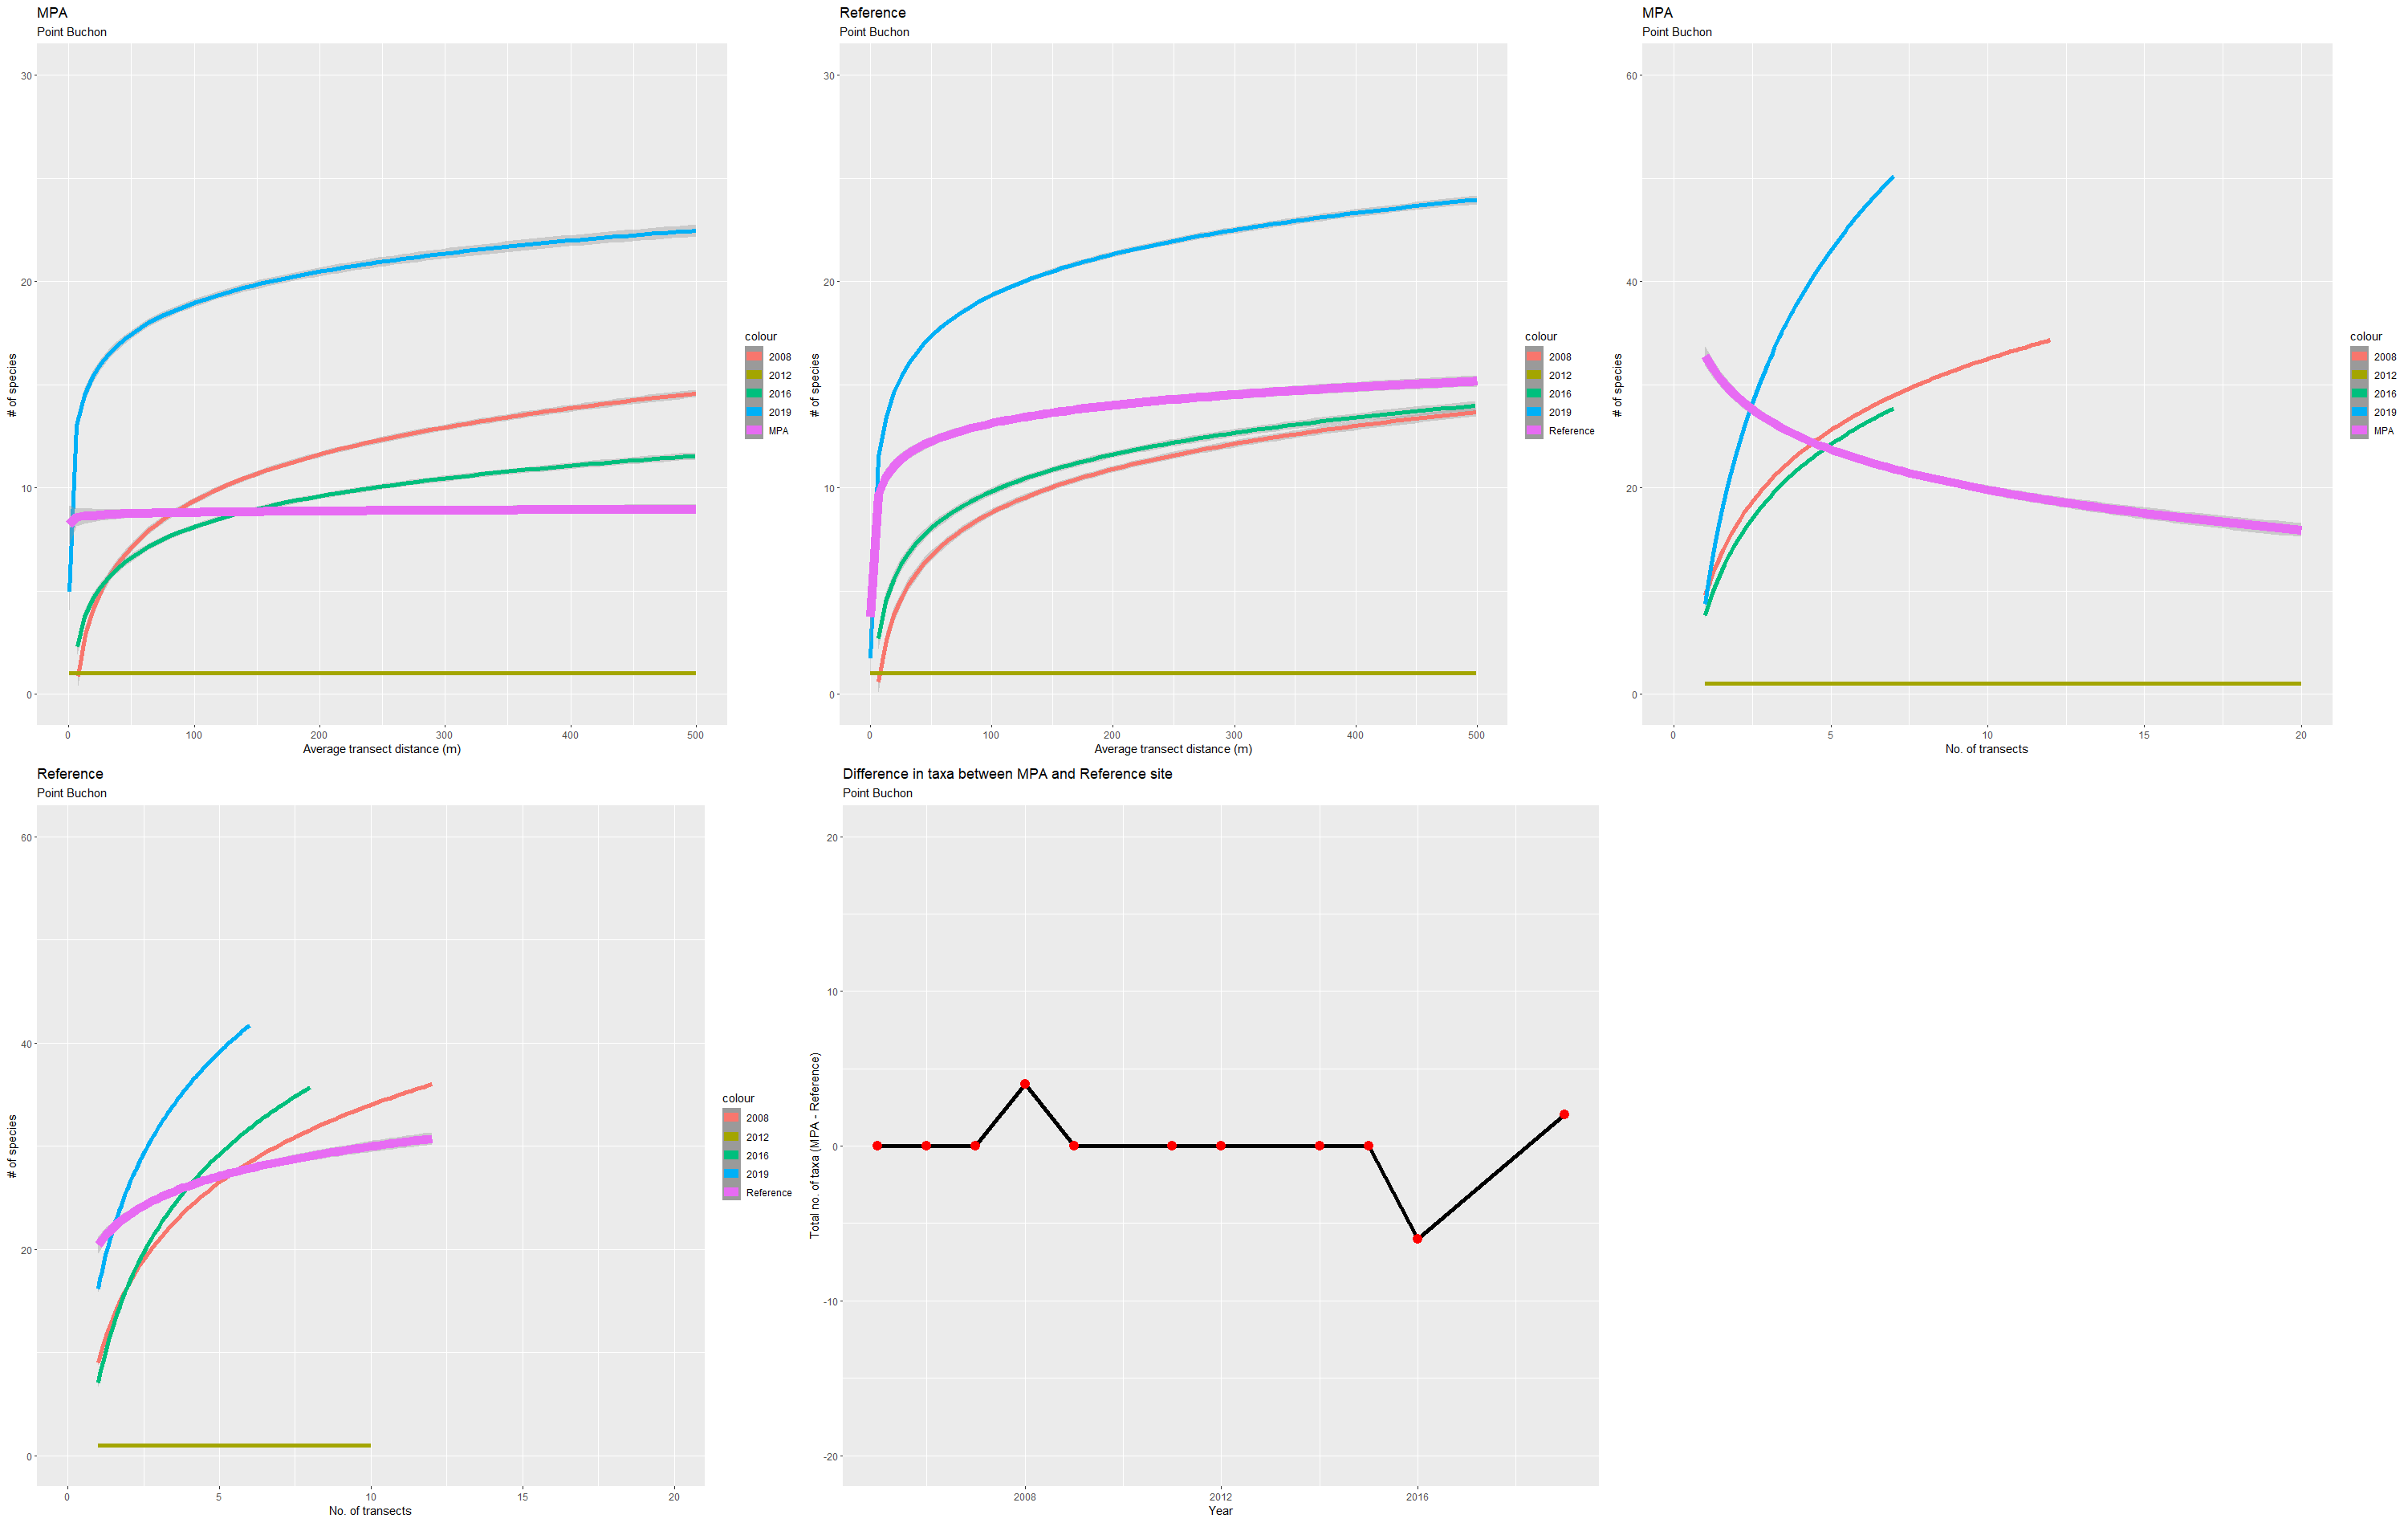 MPA
Point Buchon
# of species
30
20
10
0
0 100 200 300 400 500
Average transect distance (m)
colour
2008
2012
2016
2019
MPA
Reference
Point Buchon
# of species
30
20
10
0
0 100 200 300 400 500
Average transect distance (m)
colour
2008
2012
2016
2019
Reference
MPA
Point Buchon
# of species
60
40
20
0
0 5 10 15 20
No. of transects
colour
2008
2012
2016
2019
MPA
Reference
Point Buchon
# of species
60
40
20
0
0 5 10 15 20
No. of transects
colour
2008
2012
2016
2019
Reference
Difference in taxa between MPA and Reference site
Point Buchon
Total no. of taxa (MPA - Reference)
20
10
0
-10
-20
2008 2012 2016
Year